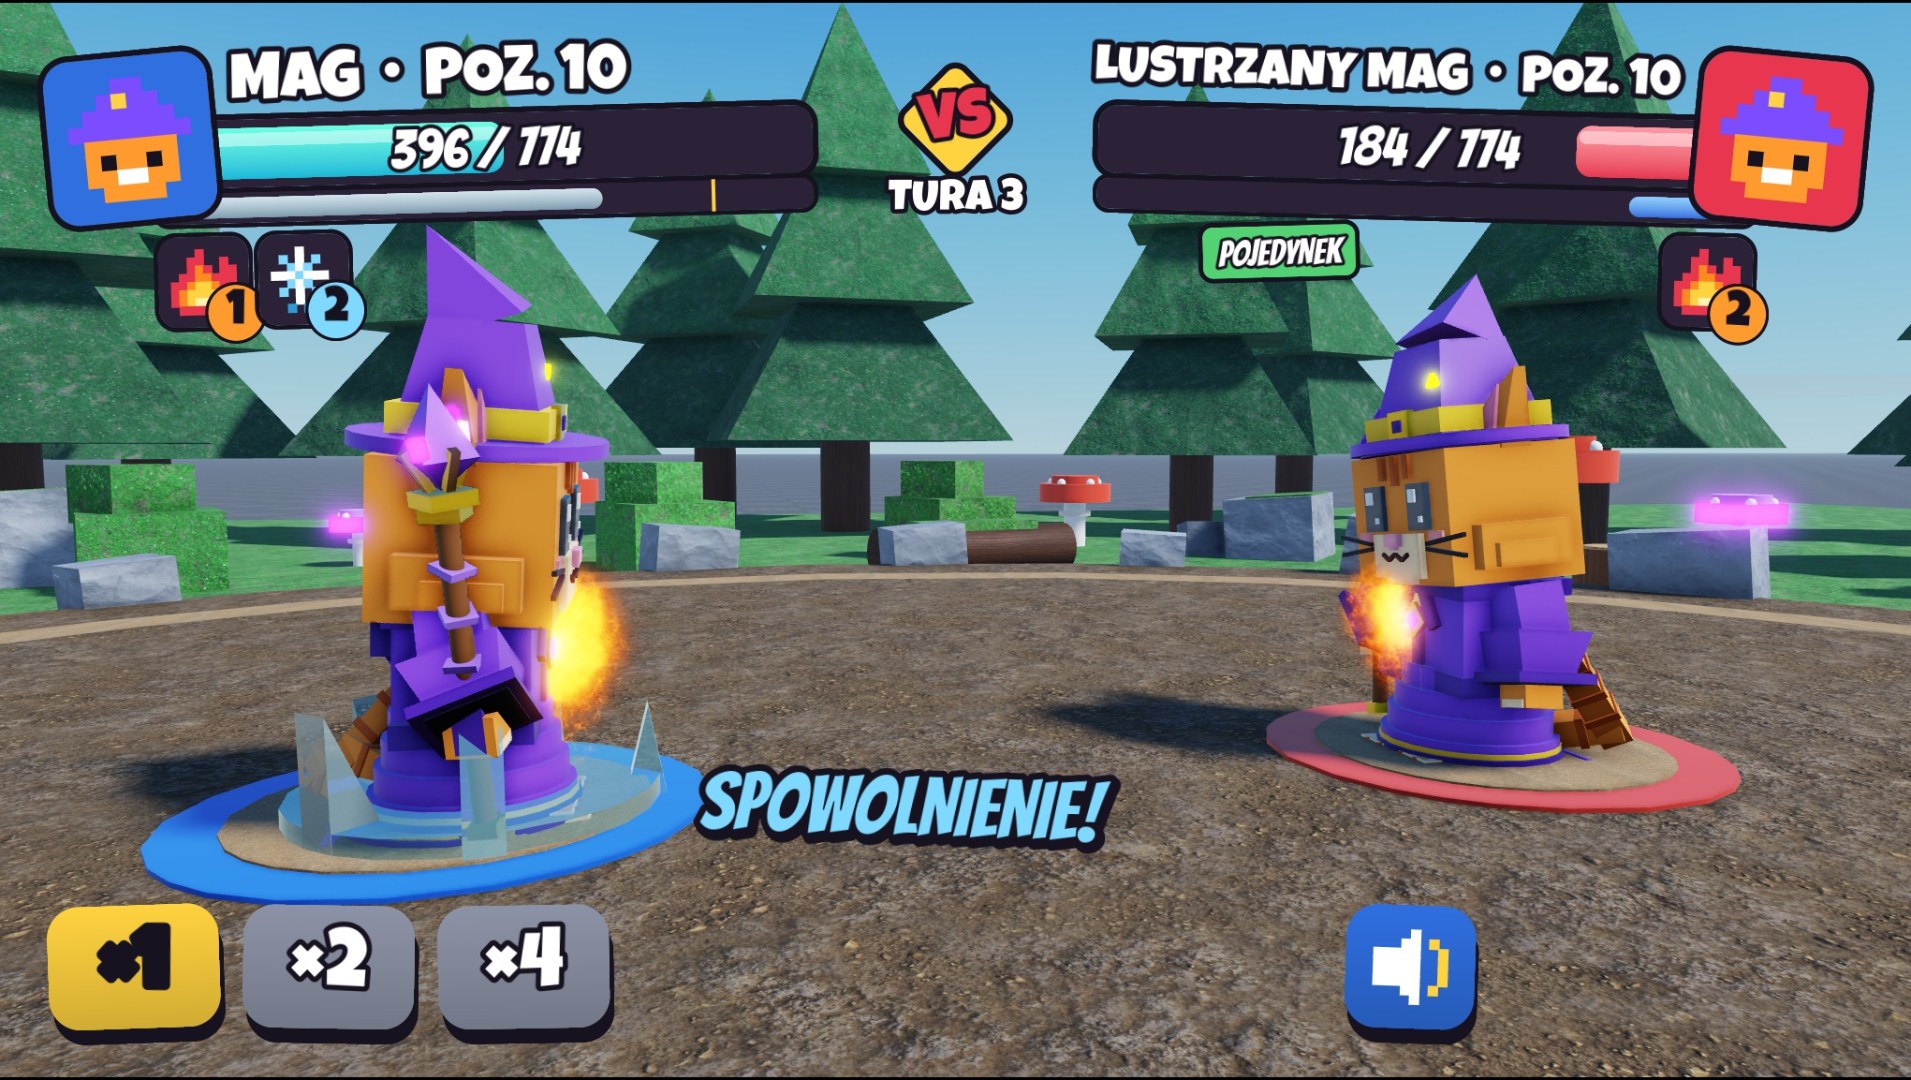 MAG • POZ. 10
396 / 774
VS
TURA 3
LUSTRZANY MAG • POZ. 10
184 / 774
POJEDYNEK
1
2
2
SPOWOLNIENIE!
×1
×2
×4